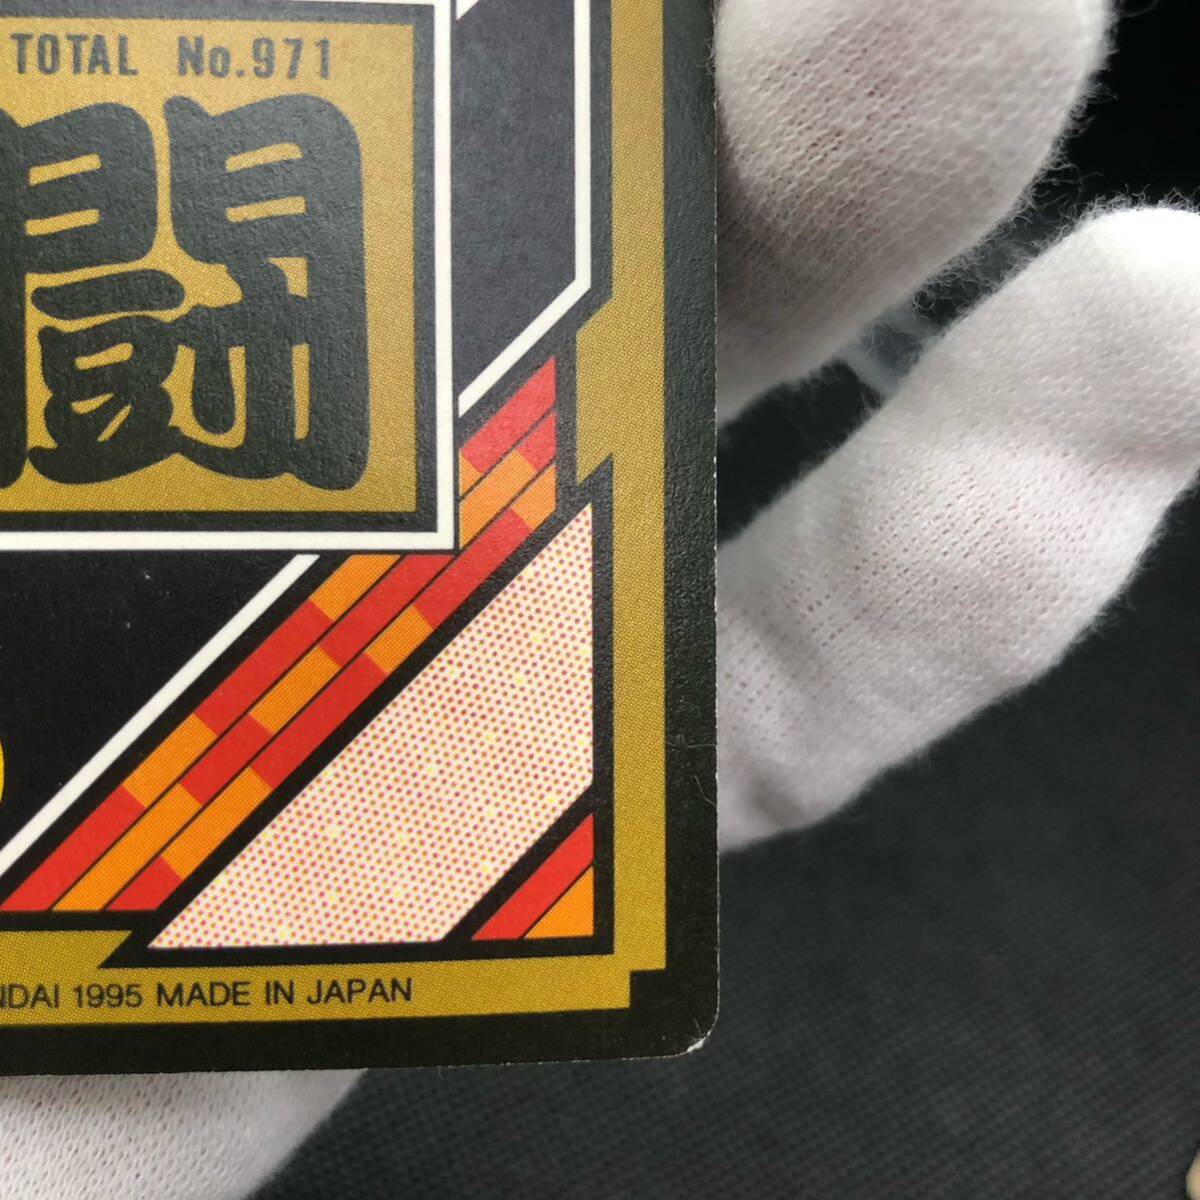 TOTAL No.971
闘
NDAI 1995 MADE IN JAPAN